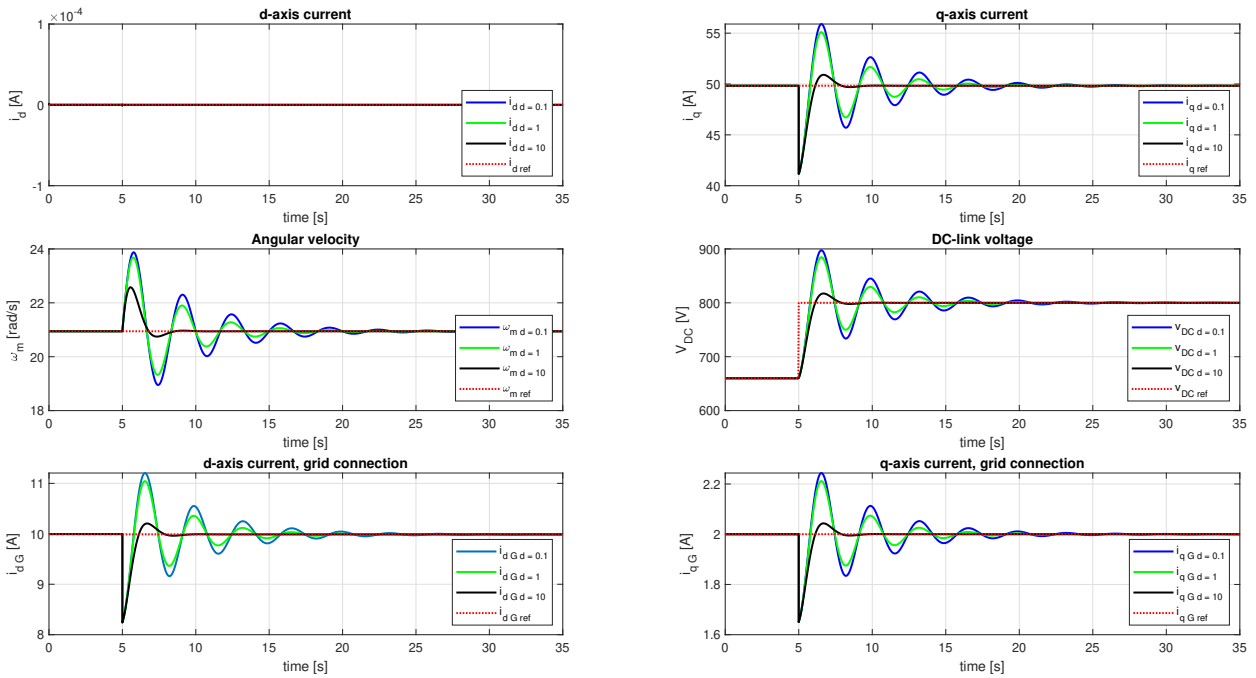 d-axis current
×10⁻⁴
1
0
-1
i_d [A]
i_d d = 0.1
i_d d = 1
i_d d = 10
i_d ref
0 5 10 15 20 25 30 35
time [s]
q-axis current
55
50
45
40
i_q [A]
i_q d = 0.1
i_q d = 1
i_q d = 10
i_q ref
0 5 10 15 20 25 30 35
time [s]
Angular velocity
24
22
20
18
ω_m [rad/s]
ω_m d = 0.1
ω_m d = 1
ω_m d = 10
ω_m ref
0 5 10 15 20 25 30 35
time [s]
DC-link voltage
900
800
700
600
V_DC [V]
v_DC d = 0.1
v_DC d = 1
v_DC d = 10
v_DC ref
0 5 10 15 20 25 30 35
time [s]
d-axis current, grid connection
11
10
9
8
i_d G [A]
i_d G d = 0.1
i_d G d = 1
i_d G d = 10
i_d G ref
0 5 10 15 20 25 30 35
time [s]
q-axis current, grid connection
2.2
2
1.8
1.6
i_q G [A]
i_q G d = 0.1
i_q G d = 1
i_q G d = 10
i_q G ref
0 5 10 15 20 25 30 35
time [s]